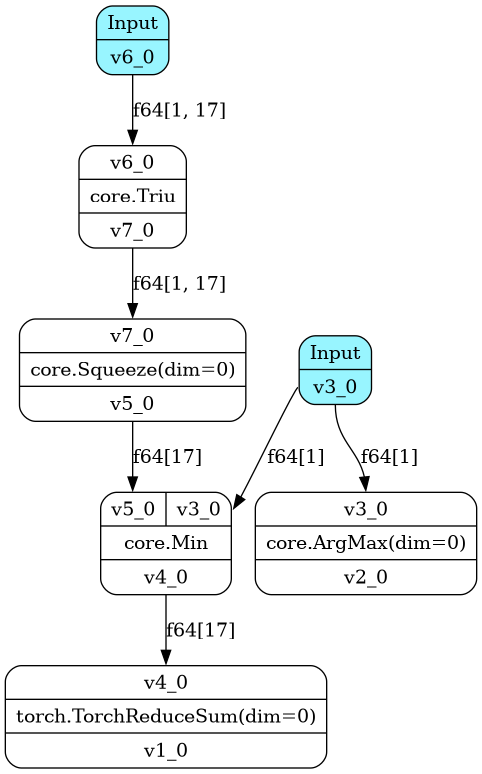 Input
v6_0
f64[1, 17]
v6_0
core.Triu
v7_0
f64[1, 17]
v7_0
core.Squeeze(dim=0)
v5_0
Input
v3_0
f64[17]
f64[1]
f64[1]
v5_0 v3_0
core.Min
v4_0
v3_0
core.ArgMax(dim=0)
v2_0
f64[17]
v4_0
torch.TorchReduceSum(dim=0)
v1_0